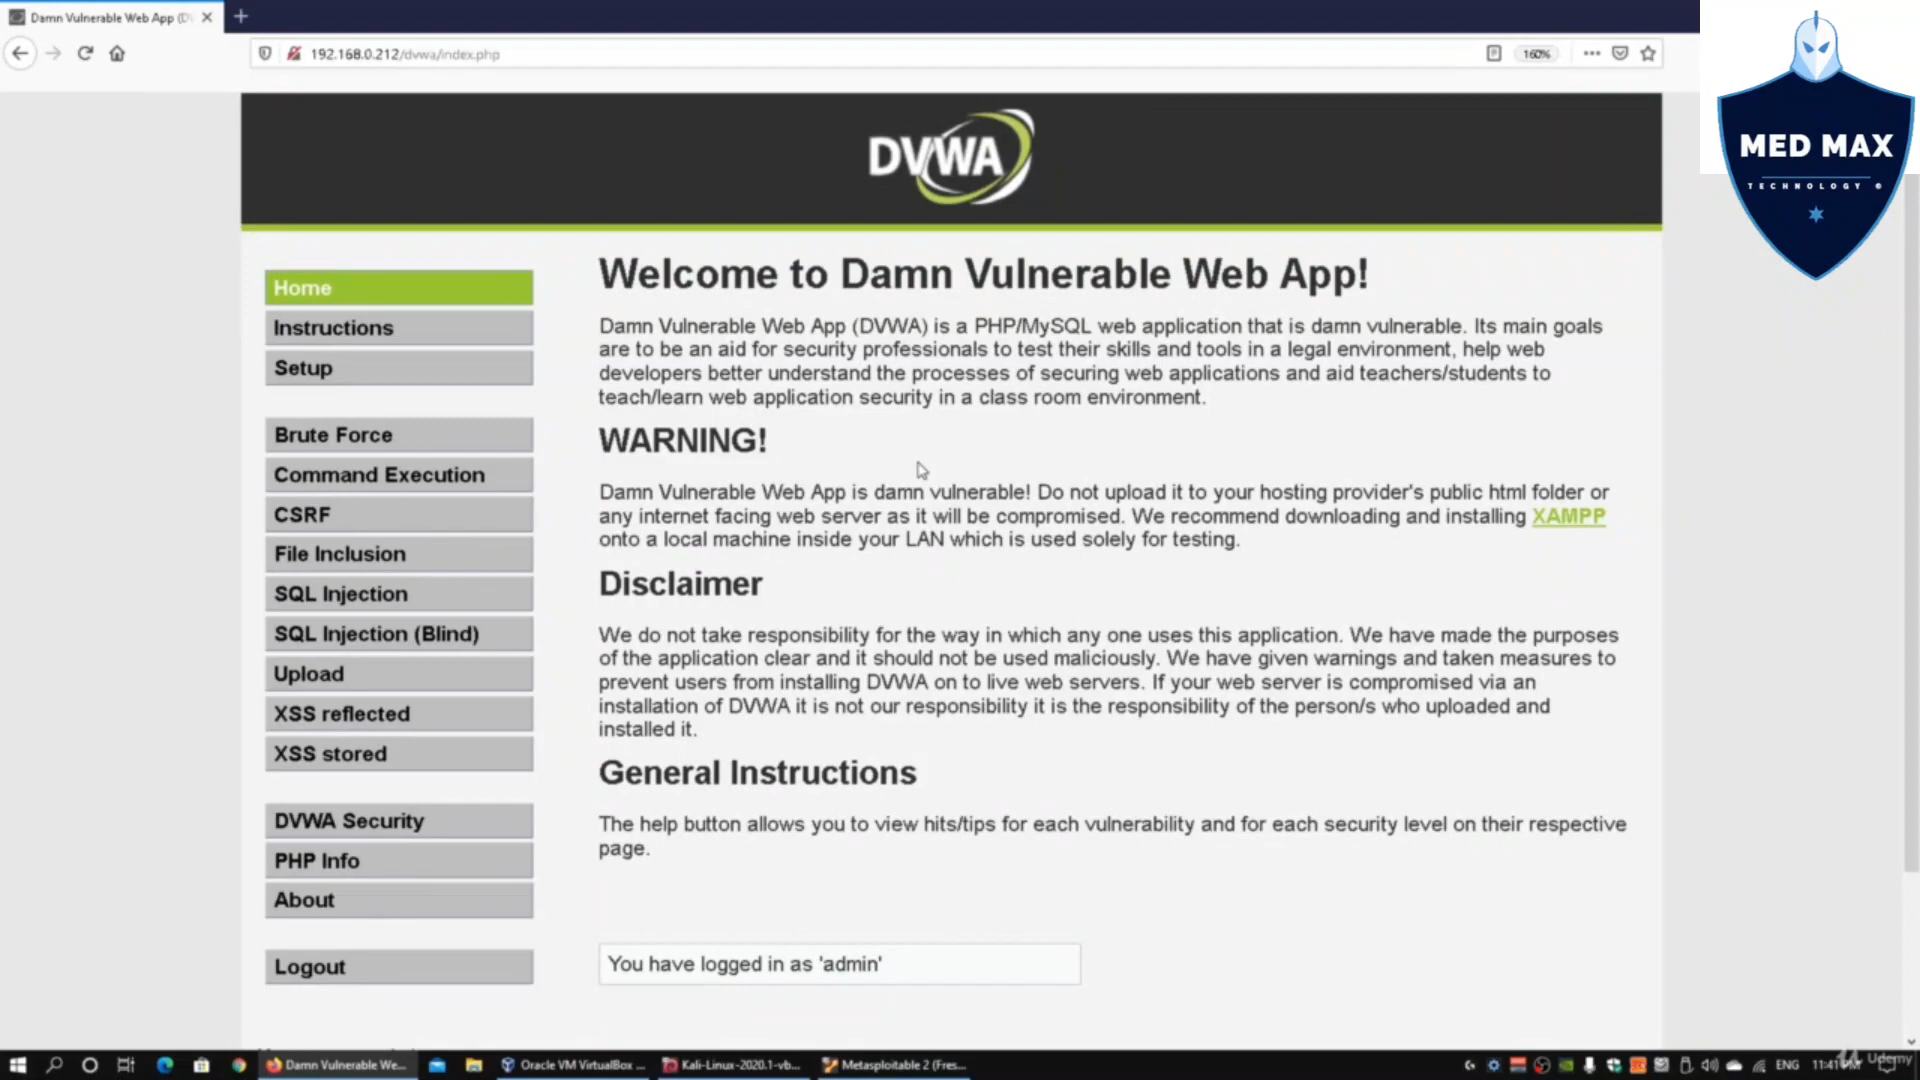 Damn Vulnerable Web App (D
192.168.0.212/dvwa/index.php
160%
MED MAX
TECHNOLOGY ©
DVWA
Home
Instructions
Setup
Brute Force
Command Execution
CSRF
File Inclusion
SQL Injection
SQL Injection (Blind)
Upload
XSS reflected
XSS stored
DVWA Security
PHP Info
About
Logout
Welcome to Damn Vulnerable Web App!
Damn Vulnerable Web App (DVWA) is a PHP/MySQL web application that is damn vulnerable. Its main goals
are to be an aid for security professionals to test their skills and tools in a legal environment, help web
developers better understand the processes of securing web applications and aid teachers/students to
teach/learn web application security in a class room environment.
WARNING!
Damn Vulnerable Web App is damn vulnerable! Do not upload it to your hosting provider's public html folder or
any internet facing web server as it will be compromised. We recommend downloading and installing XAMPP
onto a local machine inside your LAN which is used solely for testing.
Disclaimer
We do not take responsibility for the way in which any one uses this application. We have made the purposes
of the application clear and it should not be used maliciously. We have given warnings and taken measures to
prevent users from installing DVWA on to live web servers. If your web server is compromised via an
installation of DVWA it is not our responsibility it is the responsibility of the person/s who uploaded and
installed it.
General Instructions
The help button allows you to view hits/tips for each vulnerability and for each security level on their respective
page.
You have logged in as 'admin'
Damn Vulnerable We...
Oracle VM VirtualBox ...
Kali-Linux-2020.1-vb...
Metasploitable 2 (Fres...
ENG
11:41
Udemy